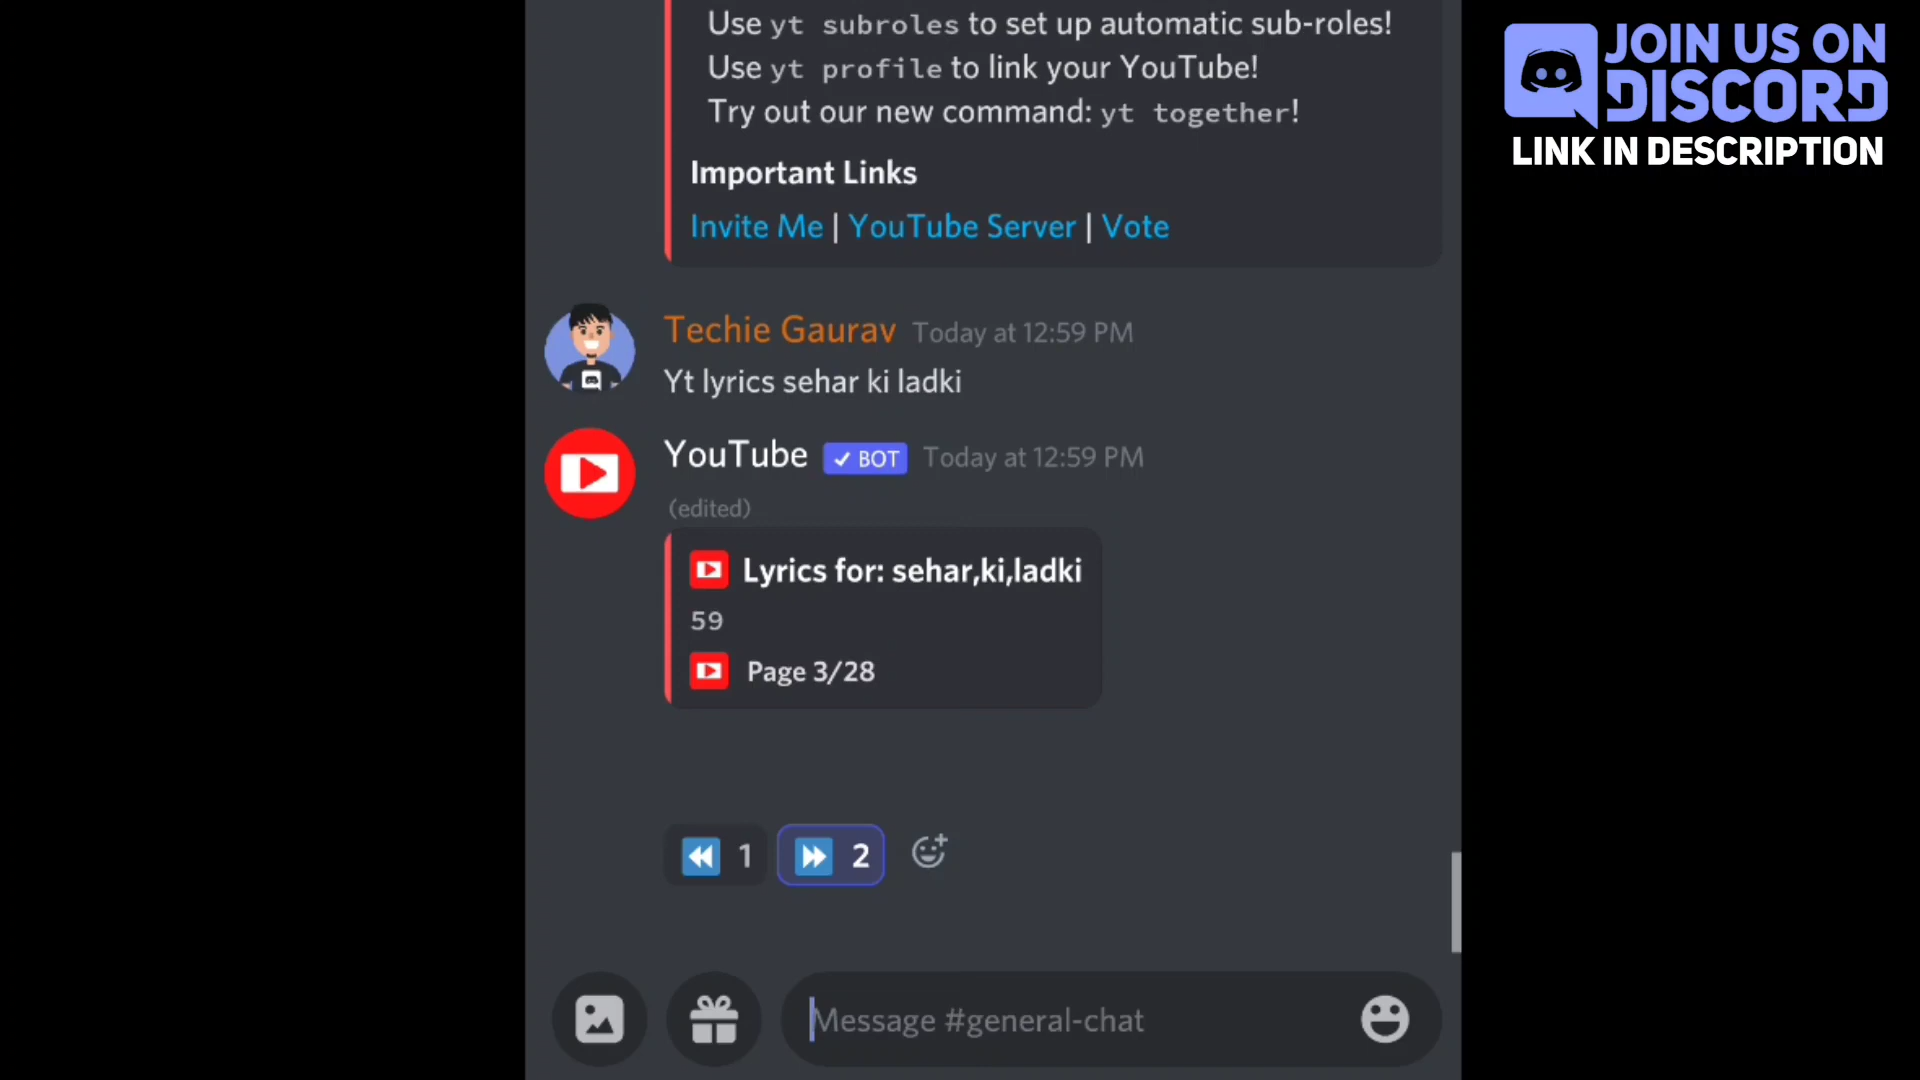 Use yt subroles to set up automatic sub-roles!
Use yt profile to link your YouTube!
Try out our new command: yt together!
Important Links
Invite Me | YouTube Server | Vote
Techie Gaurav Today at 12:59 PM
Yt lyrics sehar ki ladki
YouTube ✓ BOT Today at 12:59 PM
(edited)
Lyrics for: sehar,ki,ladki
59
Page 3/28
1 2
Message #general-chat
JOIN US ON
DISCORD
LINK IN DESCRIPTION